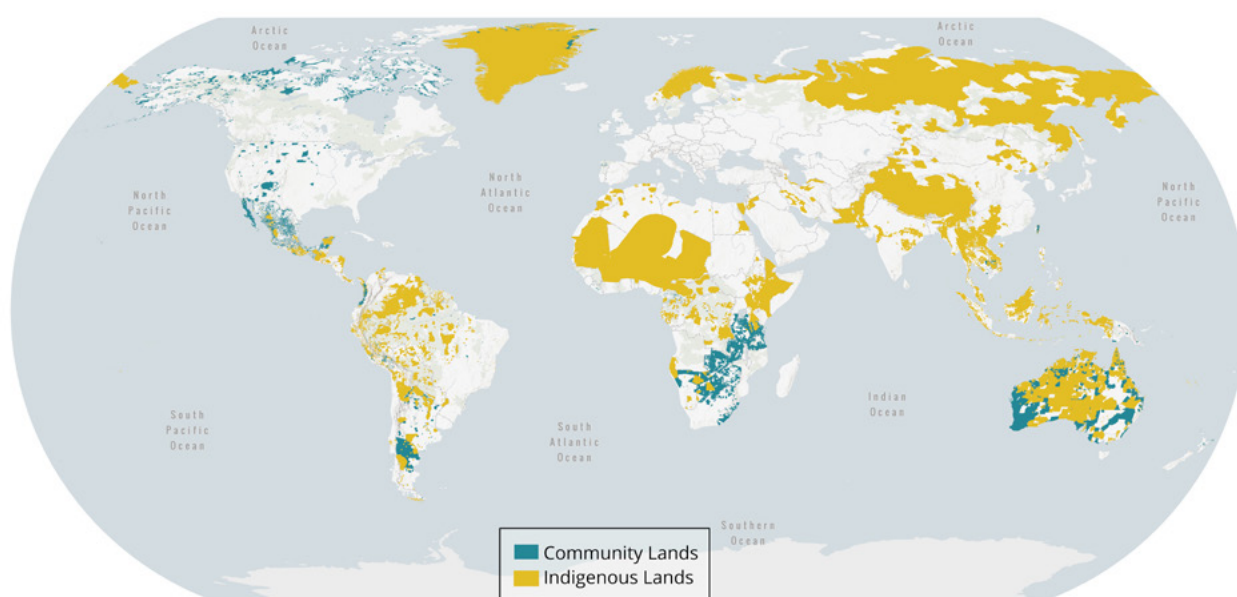 Arctic
Ocean
Arctic
Ocean
North
Pacific
Ocean
North
Atlantic
Ocean
North
Pacific
Ocean
South
Pacific
Ocean
South
Atlantic
Ocean
Indian
Ocean
Southern
Ocean
Community Lands
Indigenous Lands